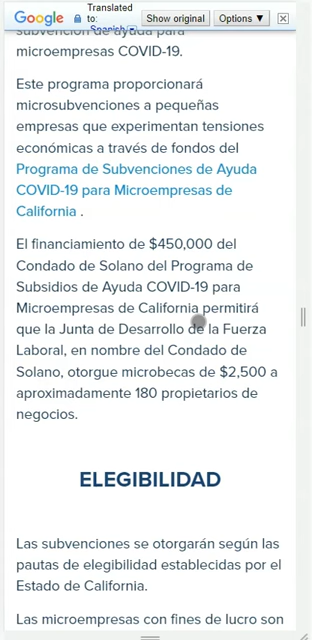 Google
Translated to: Spanish
Show original
Options ▼
subvención de ayuda para
microempresas COVID-19.
Este programa proporcionará
microsubvenciones a pequeñas
empresas que experimentan tensiones
económicas a través de fondos del
Programa de Subvenciones de Ayuda
COVID-19 para Microempresas de
California .
El financiamiento de $450,000 del
Condado de Solano del Programa de
Subsidios de Ayuda COVID-19 para
Microempresas de California permitirá
que la Junta de Desarrollo de la Fuerza
Laboral, en nombre del Condado de
Solano, otorgue microbecas de $2,500 a
aproximadamente 180 propietarios de
negocios.
ELEGIBILIDAD
Las subvenciones se otorgarán según las
pautas de elegibilidad establecidas por el
Estado de California.
Las microempresas con fines de lucro son